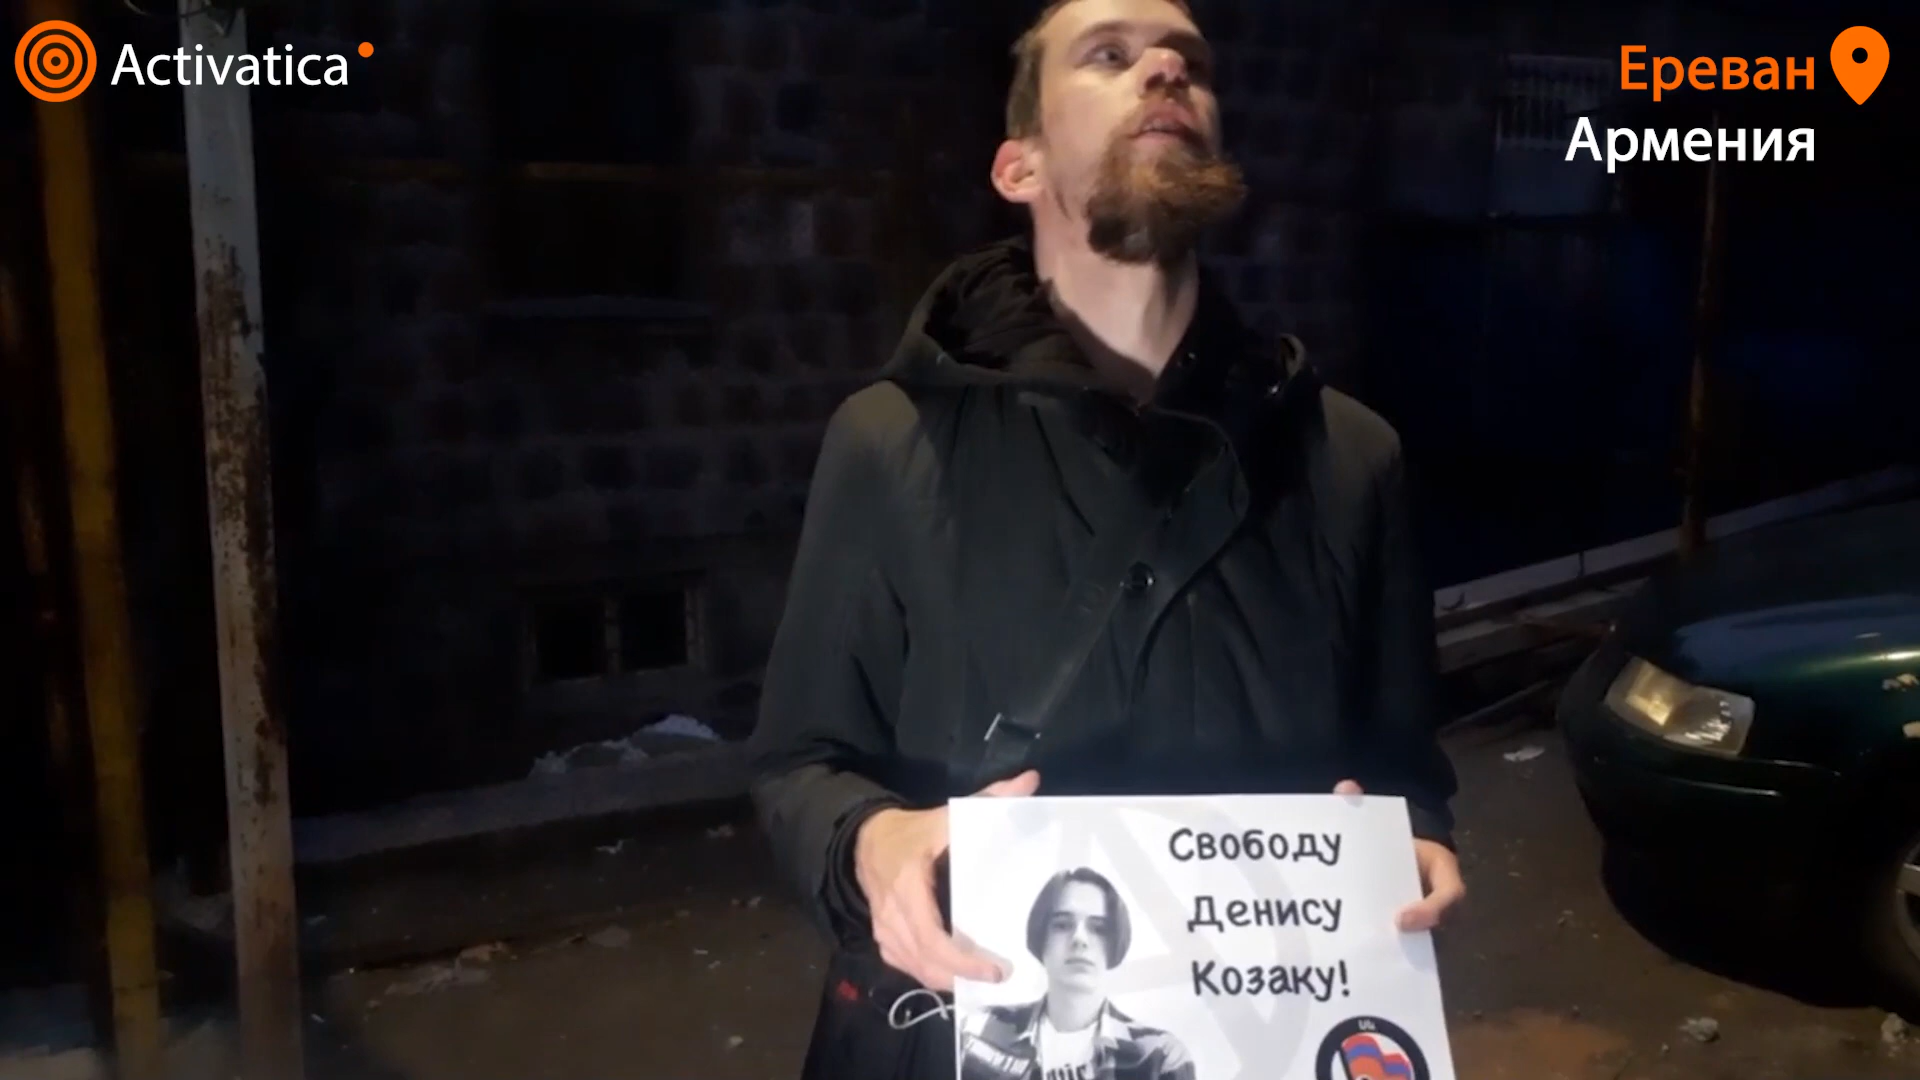 Activatica
Ереван
Армения
Свободу
Денису
Козаку!